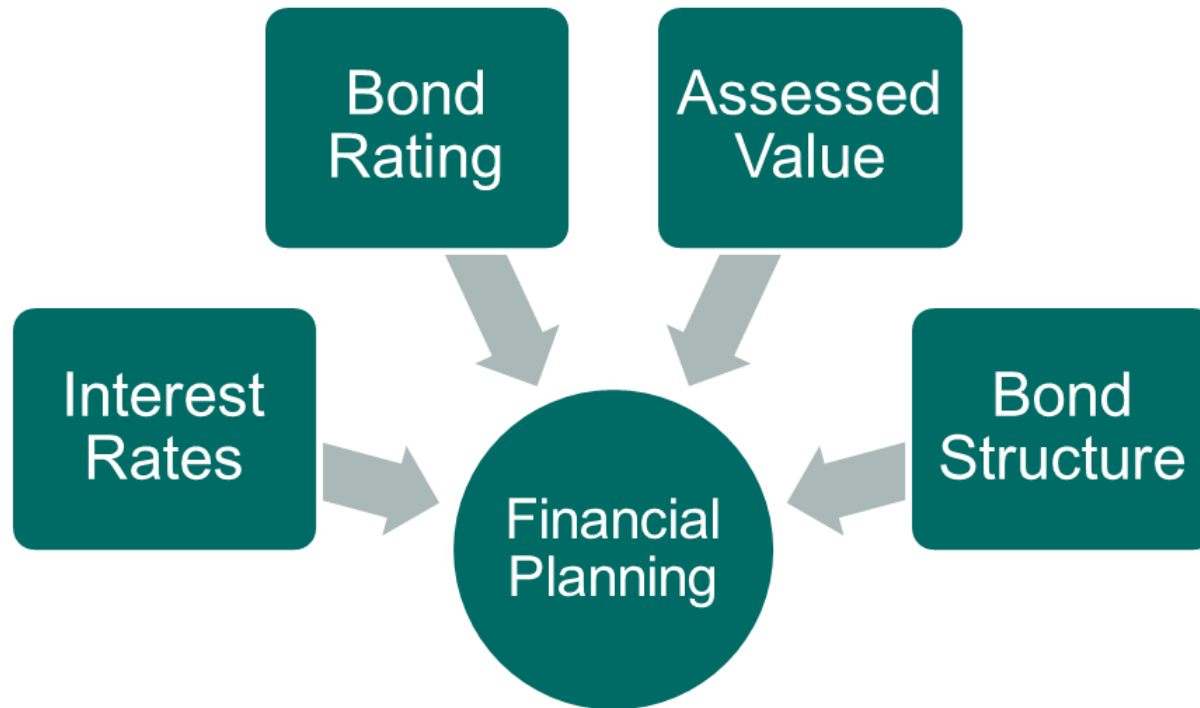 Bond
Rating
Assessed
Value
Interest
Rates
Bond
Structure
Financial
Planning